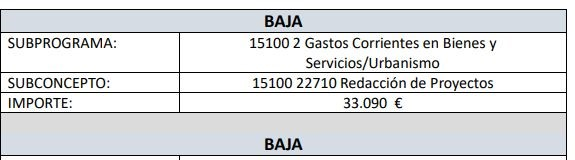 BAJA
SUBPROGRAMA: 15100 2 Gastos Corrientes en Bienes y
Servicios/Urbanismo
SUBCONCEPTO: 15100 22710 Redacción de Proyectos
IMPORTE: 33.090 €
BAJA